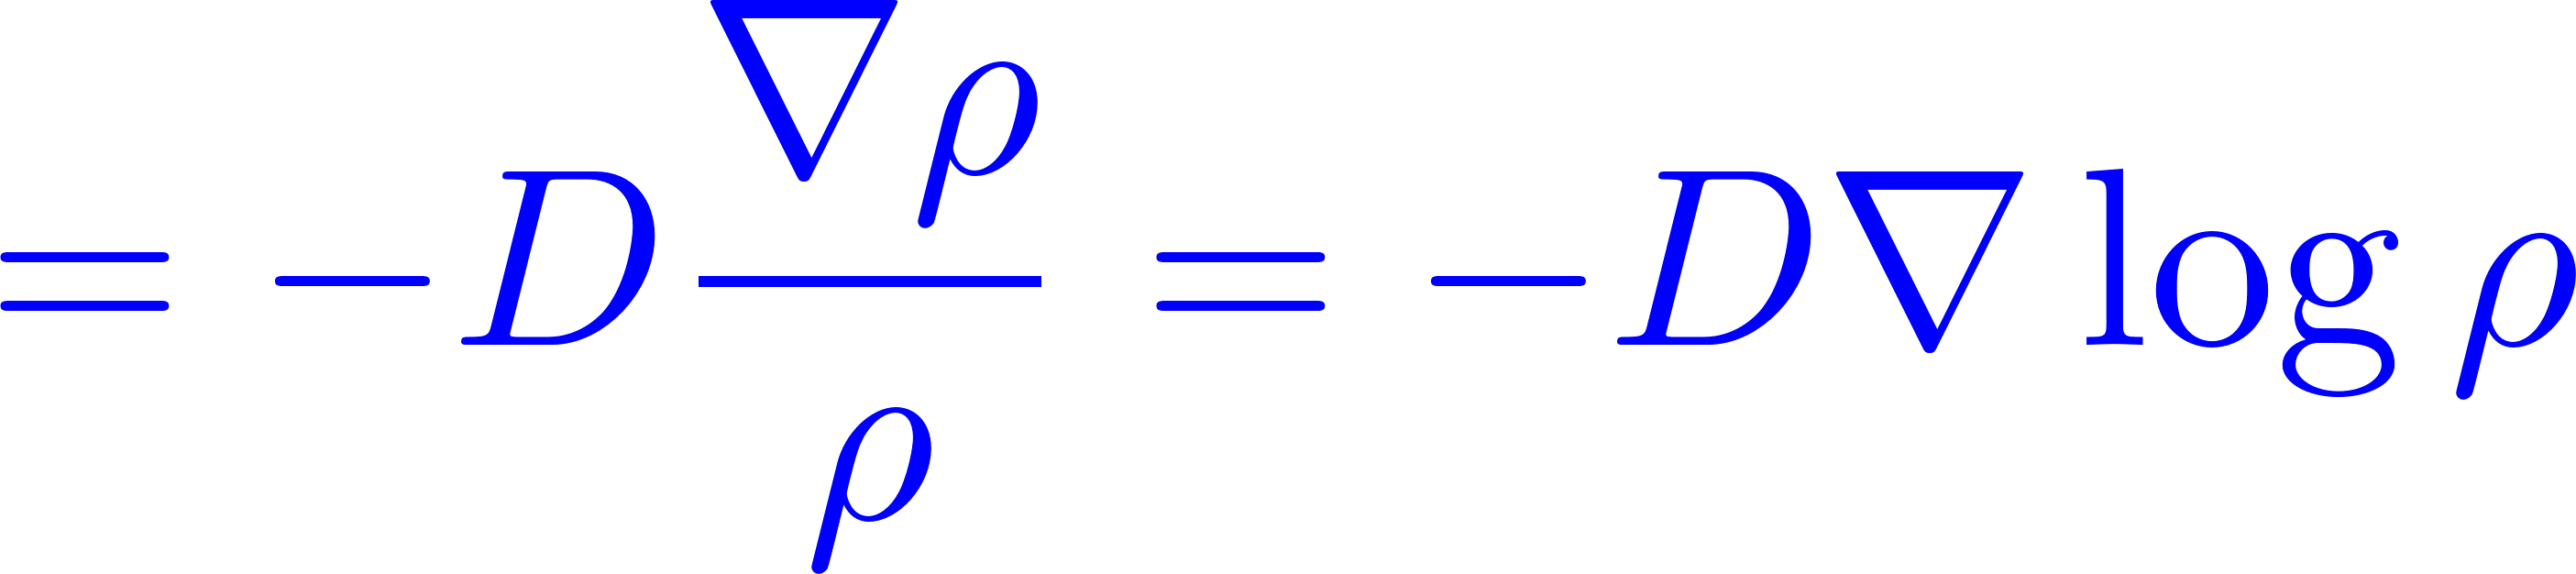 = −D ∇ρ/ρ = −D∇ log ρ